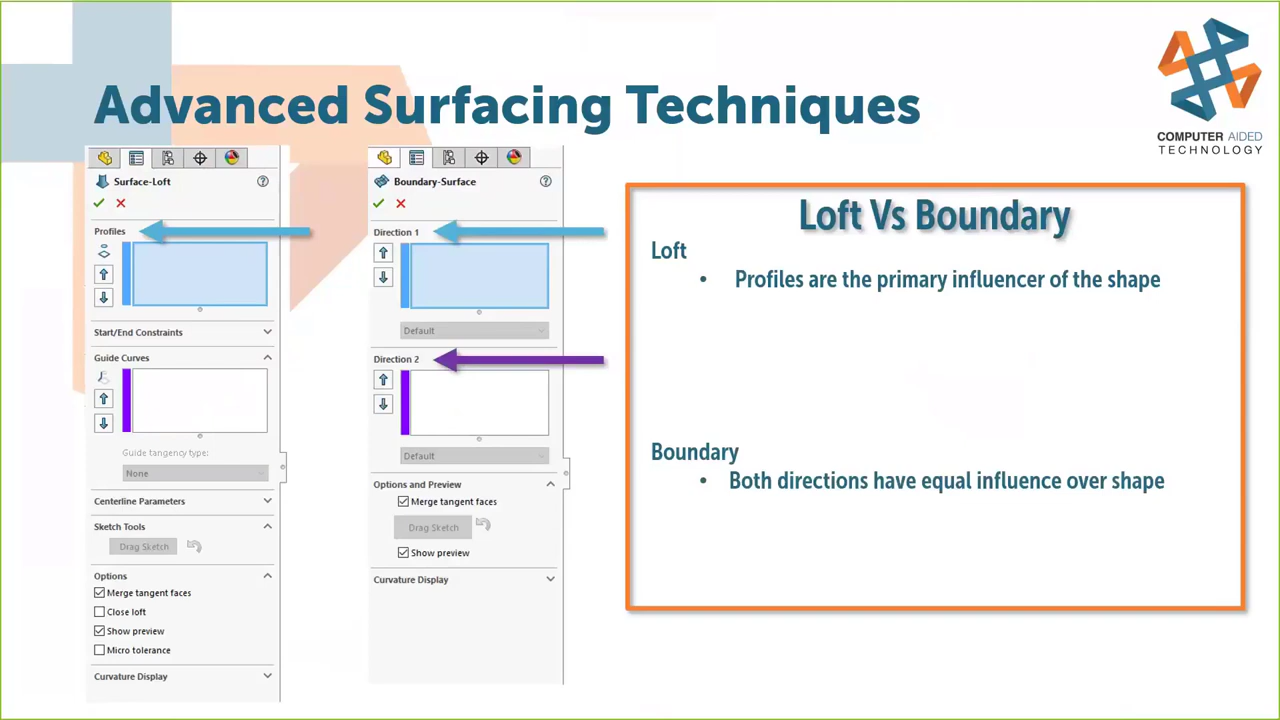 Advanced Surfacing Techniques
COMPUTER AIDED
TECHNOLOGY
Surface-Loft
Profiles
Start/End Constraints
Guide Curves
Guide tangency type:
None
Centerline Parameters
Sketch Tools
Drag Sketch
Options
Merge tangent faces
Close loft
Show preview
Micro tolerance
Curvature Display
Boundary-Surface
Direction 1
Default
Direction 2
Default
Options and Preview
Merge tangent faces
Drag Sketch
Show preview
Curvature Display
Loft Vs Boundary
Loft
• Profiles are the primary influencer of the shape
Boundary
• Both directions have equal influence over shape